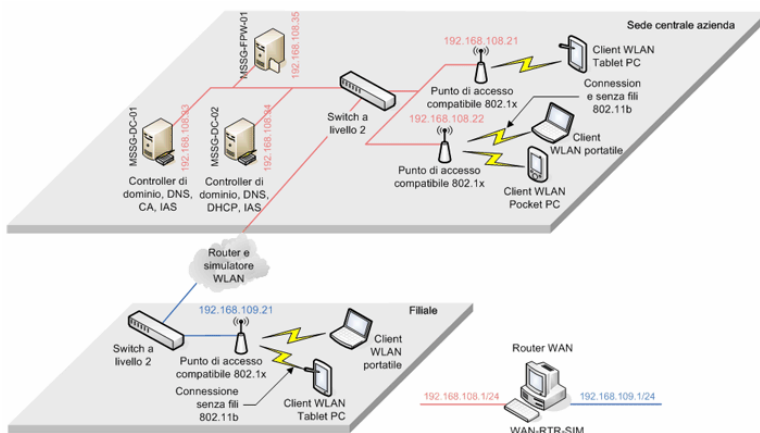 Sede centrale azienda
MSSG-FPW-01
192.168.108.35
192.168.108.21
Client WLAN
Tablet PC
Punto di accesso
compatibile 802.1x
Connession
e senza fili
802.11b
MSSG-DC-01
192.168.108.33
MSSG-DC-02
192.168.108.34
Switch a
livello 2
192.168.108.22
Client
WLAN portatile
Punto di accesso
compatibile 802.1x
Controller di
dominio, DNS,
CA, IAS
Controller di
dominio, DNS,
DHCP, IAS
Client WLAN
Pocket PC
Router e
simulatore
WLAN
192.168.109.21
Filiale
Switch a
livello 2
Punto di accesso
compatibile 802.1x
Client
WLAN
portatile
Connessione
senza fili
802.11b
Client WLAN
Tablet PC
Router WAN
192.168.108.1/24
192.168.109.1/24
WAN-RTR-SIM